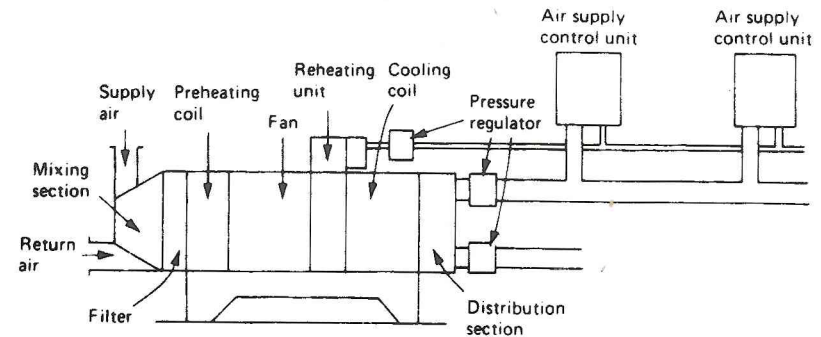 Air supply
control unit
Air supply
control unit
Supply
air
Preheating
coil
Fan
Reheating
unit
Cooling
coil
Pressure
regulator
Mixing
section
Return
air
Filter
Distribution
section